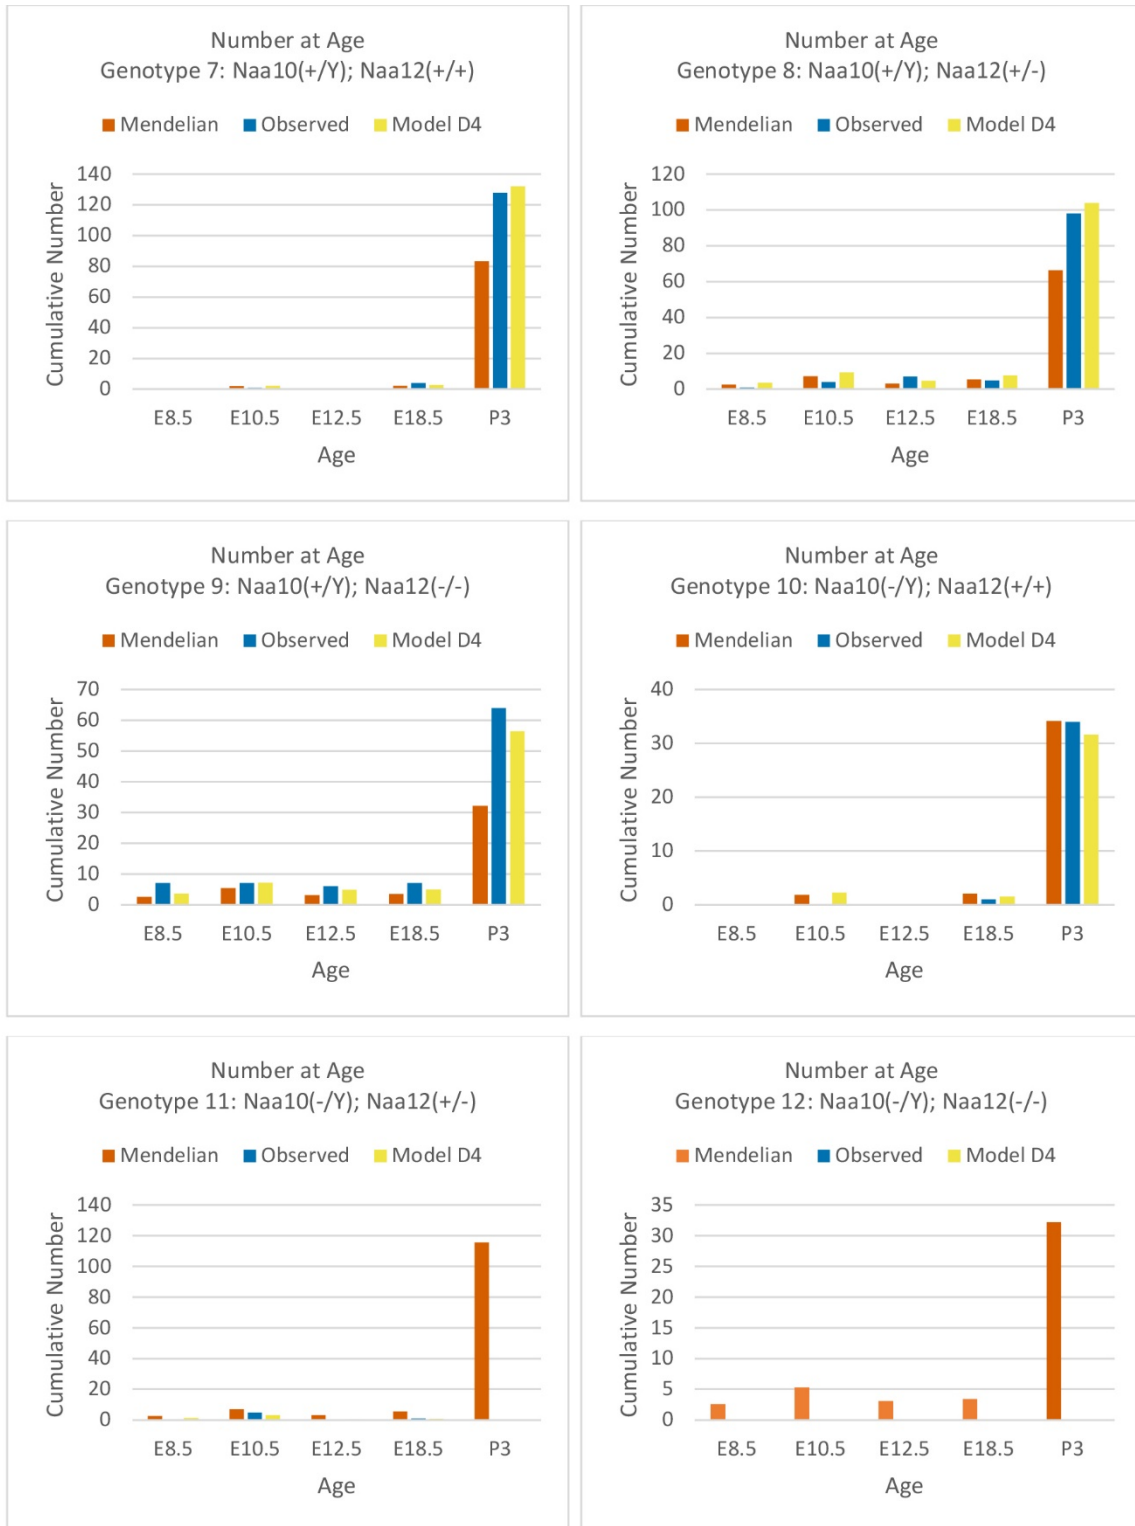 Number at Age
Genotype 7: Naa10(+/Y); Naa12(+/+)
Mendelian Observed Model D4
140
120
100
80
60
40
20
0
Cumulative Number
E8.5 E10.5 E12.5 E18.5 P3
Age
Number at Age
Genotype 8: Naa10(+/Y); Naa12(+/-)
Mendelian Observed Model D4
120
100
80
60
40
20
0
Cumulative Number
E8.5 E10.5 E12.5 E18.5 P3
Age
Number at Age
Genotype 9: Naa10(+/Y); Naa12(-/-)
Mendelian Observed Model D4
70
60
50
40
30
20
10
0
Cumulative Number
E8.5 E10.5 E12.5 E18.5 P3
Age
Number at Age
Genotype 10: Naa10(-/Y); Naa12(+/+)
Mendelian Observed Model D4
40
30
20
10
0
Cumulative Number
E8.5 E10.5 E12.5 E18.5 P3
Age
Number at Age
Genotype 11: Naa10(-/Y); Naa12(+/-)
Mendelian Observed Model D4
140
120
100
80
60
40
20
0
Cumulative Number
E8.5 E10.5 E12.5 E18.5 P3
Age
Number at Age
Genotype 12: Naa10(-/Y); Naa12(-/-)
Mendelian Observed Model D4
35
30
25
20
15
10
5
0
Cumulative Number
E8.5 E10.5 E12.5 E18.5 P3
Age